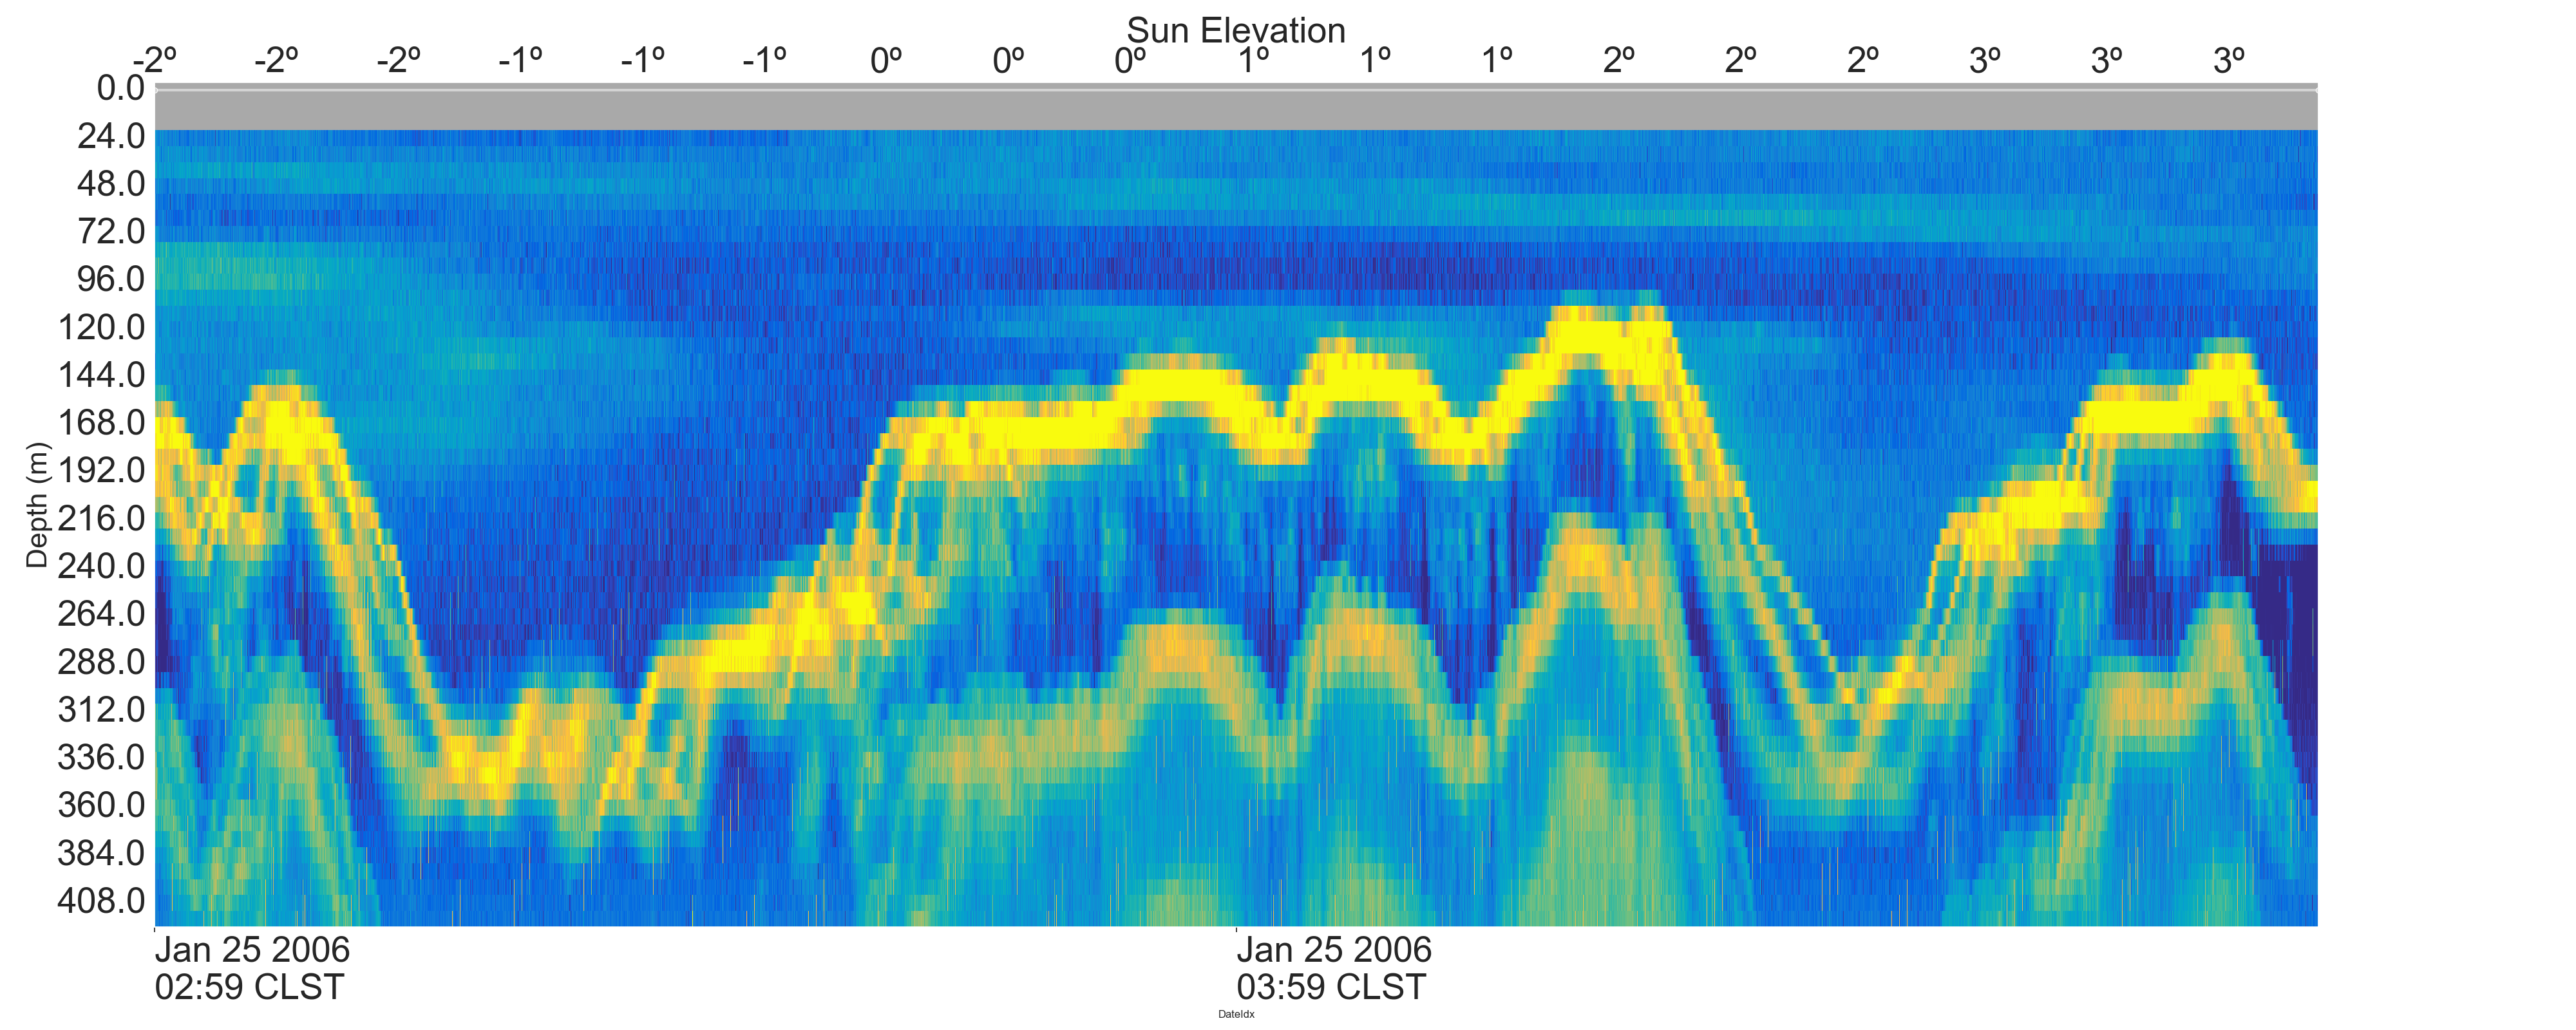 Sun Elevation
-2º -2º -2º -1º -1º -1º 0º 0º 0º 1º 1º 1º 2º 2º 2º 3º 3º 3º
0.0
24.0
48.0
72.0
96.0
120.0
144.0
168.0
192.0
216.0
240.0
264.0
288.0
312.0
336.0
360.0
384.0
408.0
Depth (m)
Jan 25 2006
02:59 CLST
Jan 25 2006
03:59 CLST
DateIdx